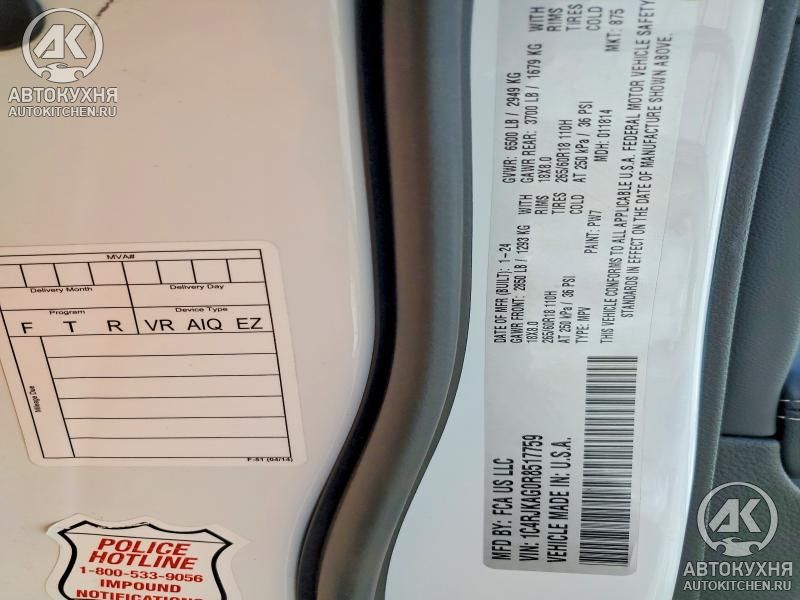 AK
АВТОКУХНЯ
AUTOKITCHEN.RU
MVA#
Delivery Month
Delivery Day
Program
Device Type
F T R VR AIQ EZ
Mileage Due
F-51 (04/14)
POLICE
HOTLINE
1-800-533-9056
IMPOUND
NOTIFICATIONS
MFD BY: FCA US LLC
DATE OF MFR (BUILT): 1-24
GVWR: 6500 LB / 2949 KG
GAWR FRONT: 2850 LB / 1293 KG WITH
18X8.0 RIMS
265/60R18 110H TIRES
AT 250 kPa / 36 PSI COLD
GAWR REAR: 3700 LB / 1679 KG WITH
18X8.0 RIMS
265/60R18 110H TIRES
AT 250 kPa / 36 PSI COLD
VIN: 1C4RJKAG0R8517759
TYPE: MPV
MDH: 011814
MKT: 875
VEHICLE MADE IN: U.S.A.
PAINT: PW7
THIS VEHICLE CONFORMS TO ALL APPLICABLE U.S.A. FEDERAL MOTOR VEHICLE SAFETY
STANDARDS IN EFFECT ON THE DATE OF MANUFACTURE SHOWN ABOVE.
AK
АВТОКУХНЯ
AUTOKITCHEN.RU